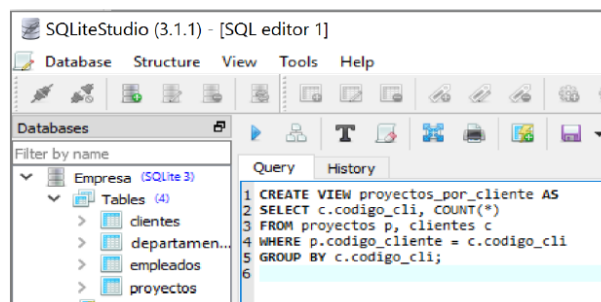 SQLiteStudio (3.1.1) - [SQL editor 1]
Database Structure View Tools Help
Databases
Filter by name
Empresa (SQLite 3)
Tables (4)
clientes
departamen...
empleados
proyectos
Query History
1 CREATE VIEW proyectos_por_cliente AS
2 SELECT c.codigo_cli, COUNT(*)
3 FROM proyectos p, clientes c
4 WHERE p.codigo_cliente = c.codigo_cli
5 GROUP BY c.codigo_cli;
6